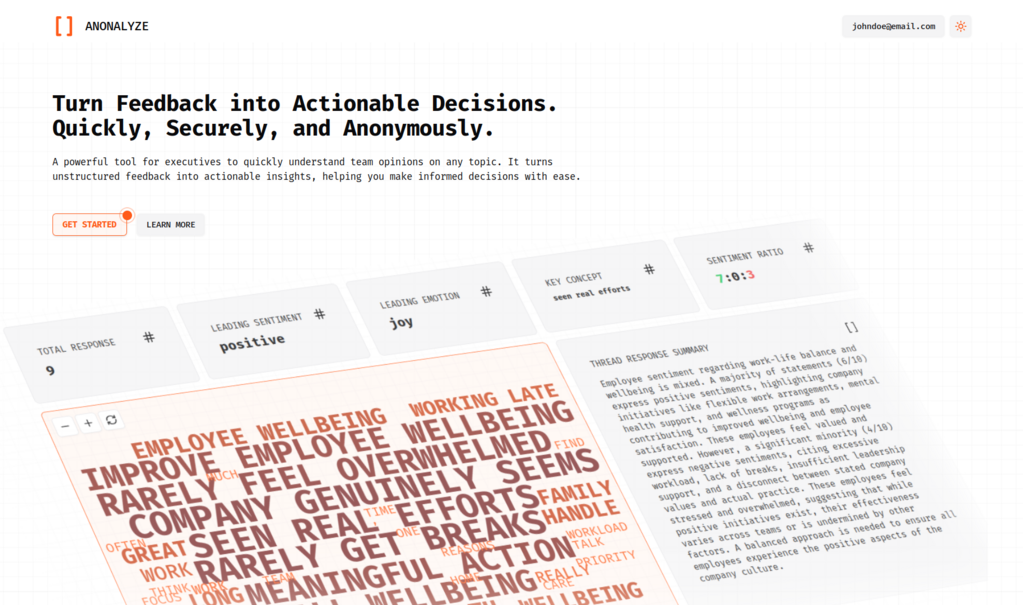 [] ANONALYZE
johndoe@email.com
Turn Feedback into Actionable Decisions.
Quickly, Securely, and Anonymously.
A powerful tool for executives to quickly understand team opinions on any topic. It turns
unstructured feedback into actionable insights, helping you make informed decisions with ease.
GET STARTED
LEARN MORE
TOTAL RESPONSE #
9
LEADING SENTIMENT #
positive
LEADING EMOTION #
joy
KEY CONCEPT #
seen real efforts
SENTIMENT RATIO #
7:0:3
− +
EMPLOYEE WELLBEING
WORKING LATE
IMPROVE EMPLOYEE WELLBEING
MUCH
RARELY FEEL OVERWHELMED
FIND
COMPANY GENUINELY SEEMS
TIME
FAMILY
OFTEN
GREAT
SEEN REAL EFFORTS
ONE
HANDLE
WORK
RARELY GET BREAKS
REASONS
WORKLOAD
TALK
THINK
WORK
TEAM
MEANINGFUL ACTION
HOME
REALLY
PRIORITY
FOCUS
LONG
CARE
WELLBEING
WELLBEING
THREAD RESPONSE SUMMARY []
Employee sentiment regarding work-life balance and
wellbeing is mixed. A majority of statements (6/10)
express positive sentiments, highlighting company
initiatives like flexible work arrangements, mental
health support, and wellness programs as
contributing to improved wellbeing and employee
satisfaction. These employees feel valued and
supported. However, a significant minority (4/10)
express negative sentiments, citing excessive
workload, lack of breaks, insufficient leadership
support, and a disconnect between stated company
values and actual practice. These employees feel
stressed and overwhelmed, suggesting that while
positive initiatives exist, their effectiveness
varies across teams or is undermined by other
factors. A balanced approach is needed to ensure all
employees experience the positive aspects of the
company culture.